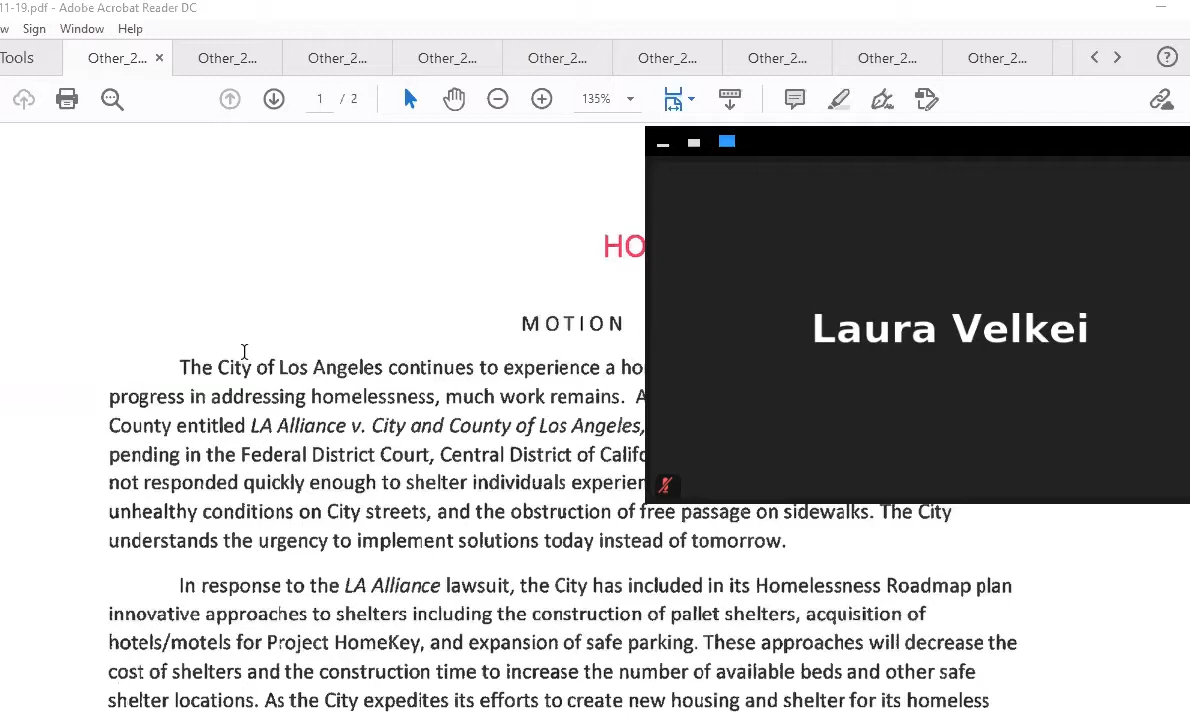 11-19.pdf - Adobe Acrobat Reader DC
w Sign Window Help
Tools Other_2... × Other_2... Other_2... Other_2... Other_2... Other_2... Other_2... Other_2... Other_2...
1 / 2 135%
HO
MOTION
The City of Los Angeles continues to experience a ho
progress in addressing homelessness, much work remains. A
County entitled LA Alliance v. City and County of Los Angeles,
pending in the Federal District Court, Central District of Califo
not responded quickly enough to shelter individuals experien
unhealthy conditions on City streets, and the obstruction of free passage on sidewalks. The City
understands the urgency to implement solutions today instead of tomorrow.
In response to the LA Alliance lawsuit, the City has included in its Homelessness Roadmap plan
innovative approaches to shelters including the construction of pallet shelters, acquisition of
hotels/motels for Project HomeKey, and expansion of safe parking. These approaches will decrease the
cost of shelters and the construction time to increase the number of available beds and other safe
shelter locations. As the City expedites its efforts to create new housing and shelter for its homeless
Laura Velkei